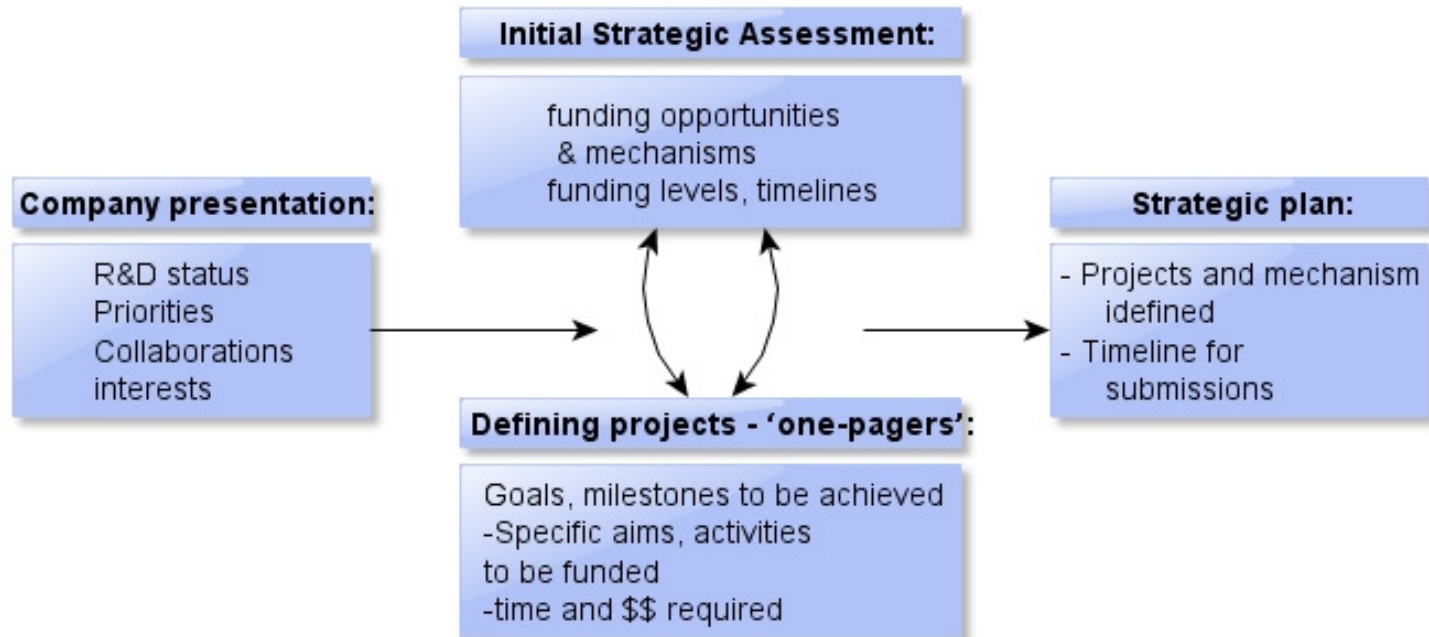 Initial Strategic Assessment:
funding opportunities
& mechanisms
funding levels, timelines
Company presentation:
R&D status
Priorities
Collaborations
interests
Strategic plan:
- Projects and mechanism
idefined
- Timeline for
submissions
Defining projects - ‘one-pagers’:
Goals, milestones to be achieved
-Specific aims, activities
to be funded
-time and $$ required